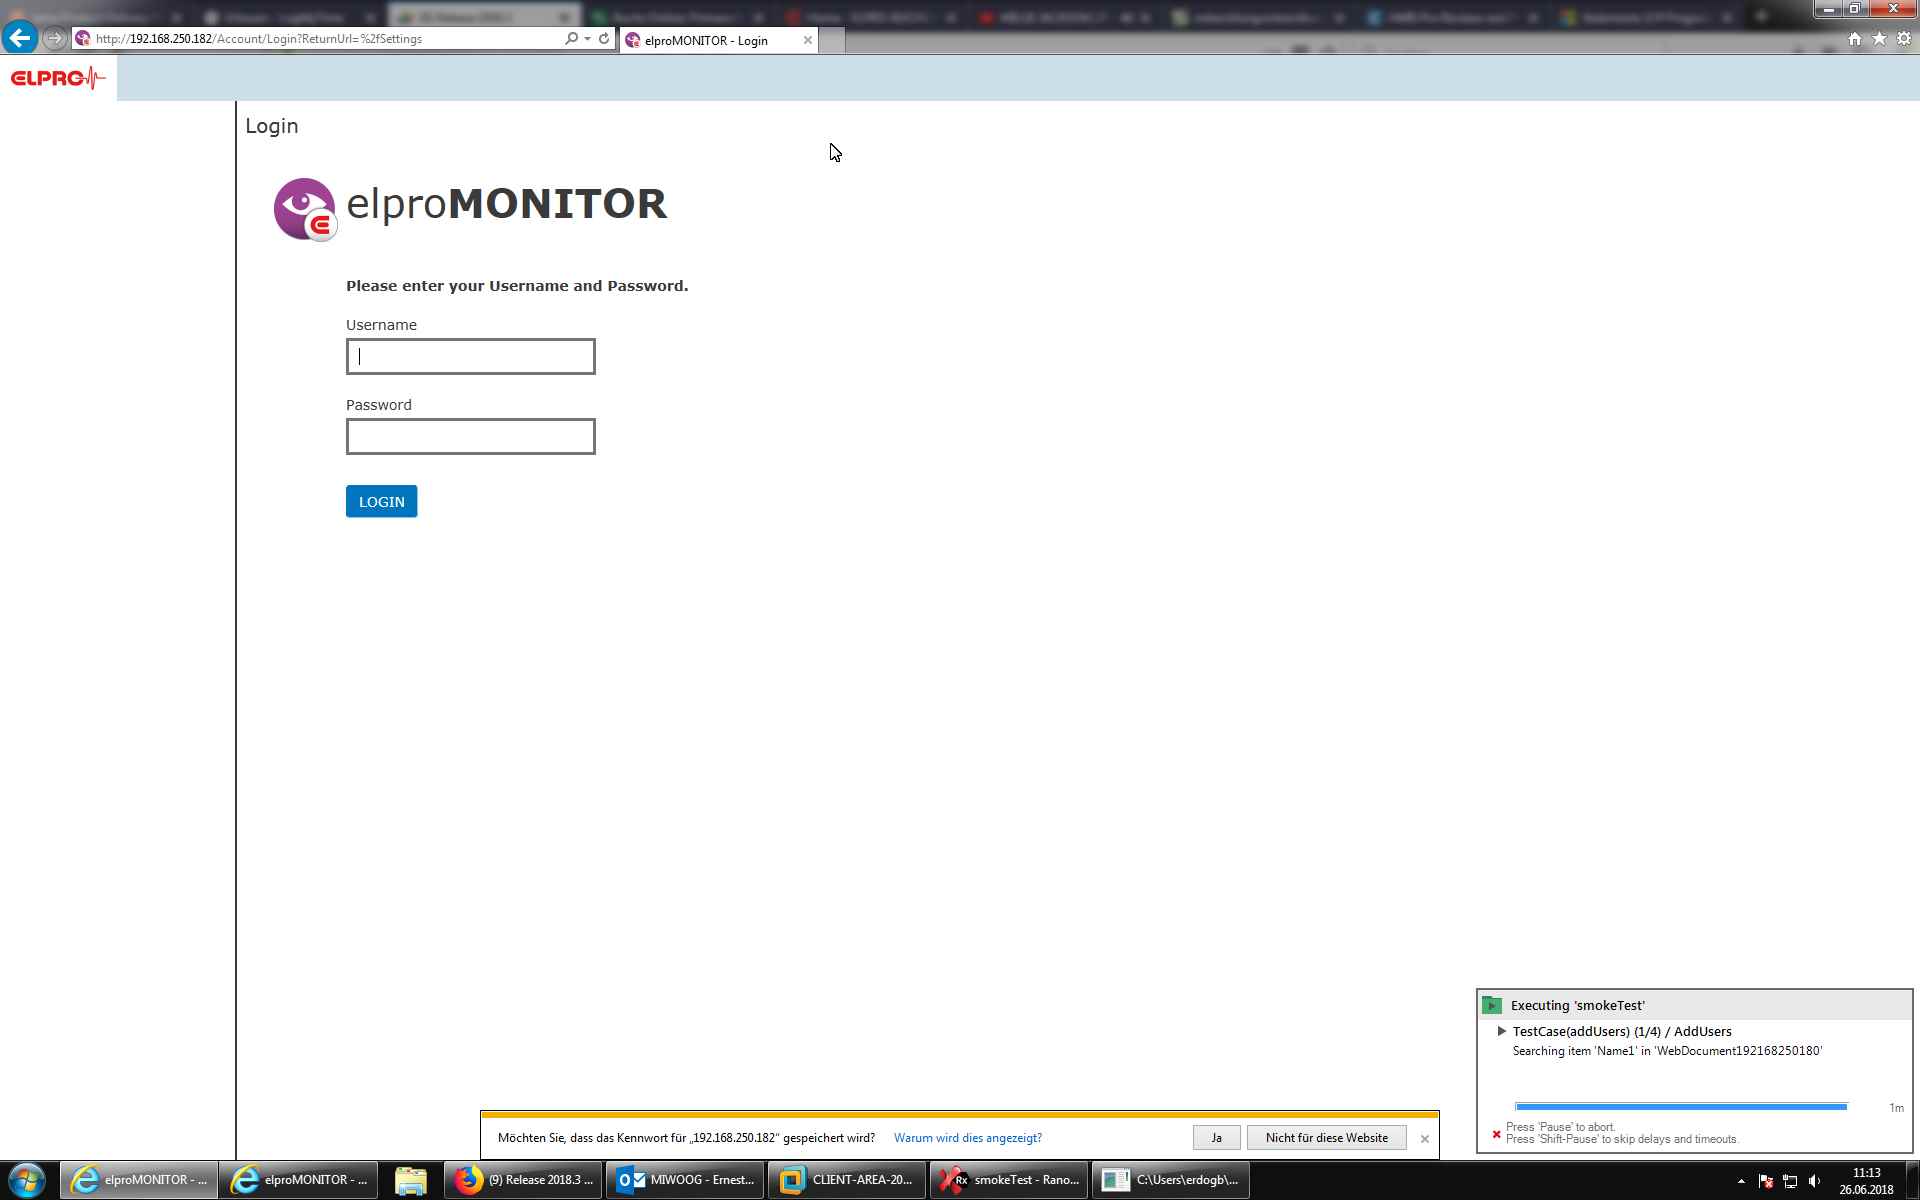 http://192.168.250.182/Account/Login?ReturnUrl=%2fSettings
elproMONITOR - Login
ELPRO
Login
elproMONITOR
Please enter your Username and Password.
Username
Password
LOGIN
Executing 'smokeTest'
TestCase(addUsers) (1/4) / AddUsers
Searching item 'Name1' in 'WebDocument192168250180'
1m
Press 'Pause' to abort.
Press 'Shift-Pause' to skip delays and timeouts.
Möchten Sie, dass das Kennwort für „192.168.250.182“ gespeichert wird?
Warum wird dies angezeigt?
Ja
Nicht für diese Website
elproMONITOR - ...
elproMONITOR - ...
(9) Release 2018.3 ...
MIWOOG - Ernest...
CLIENT-AREA-20...
smokeTest - Rano...
C:\Users\erdogb\...
11:13
26.06.2018